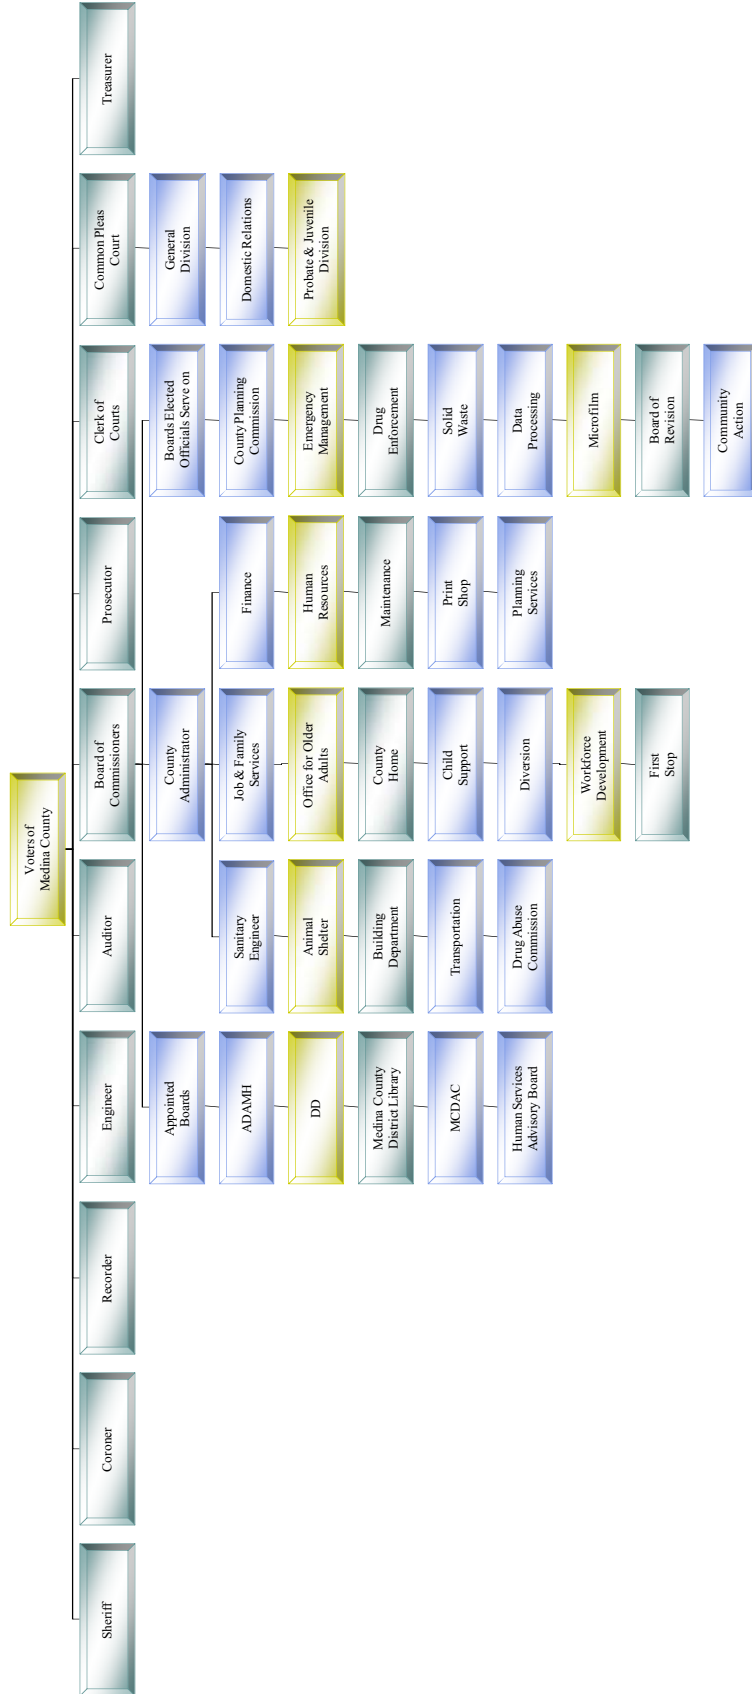 Voters of
Medina County
Sheriff
Coroner
Recorder
Engineer
Auditor
Board of
Commissioners
Prosecutor
Clerk of
Courts
Common Pleas
Court
Treasurer
Appointed
Boards
County
Administrator
Boards Elected
Officials Serve on
General
Division
ADAMH
Sanitary
Engineer
Job & Family
Services
Finance
County Planning
Commission
Domestic Relations
DD
Animal
Shelter
Office for Older
Adults
Human
Resources
Emergency
Management
Probate & Juvenile
Division
Medina County
District Library
Building
Department
County
Home
Maintenance
Drug
Enforcement
MCDAC
Transportation
Child
Support
Print
Shop
Solid
Waste
Human Services
Advisory Board
Drug Abuse
Commission
Diversion
Planning
Services
Data
Processing
Workforce
Development
Microfilm
First
Stop
Board of
Revision
Community
Action